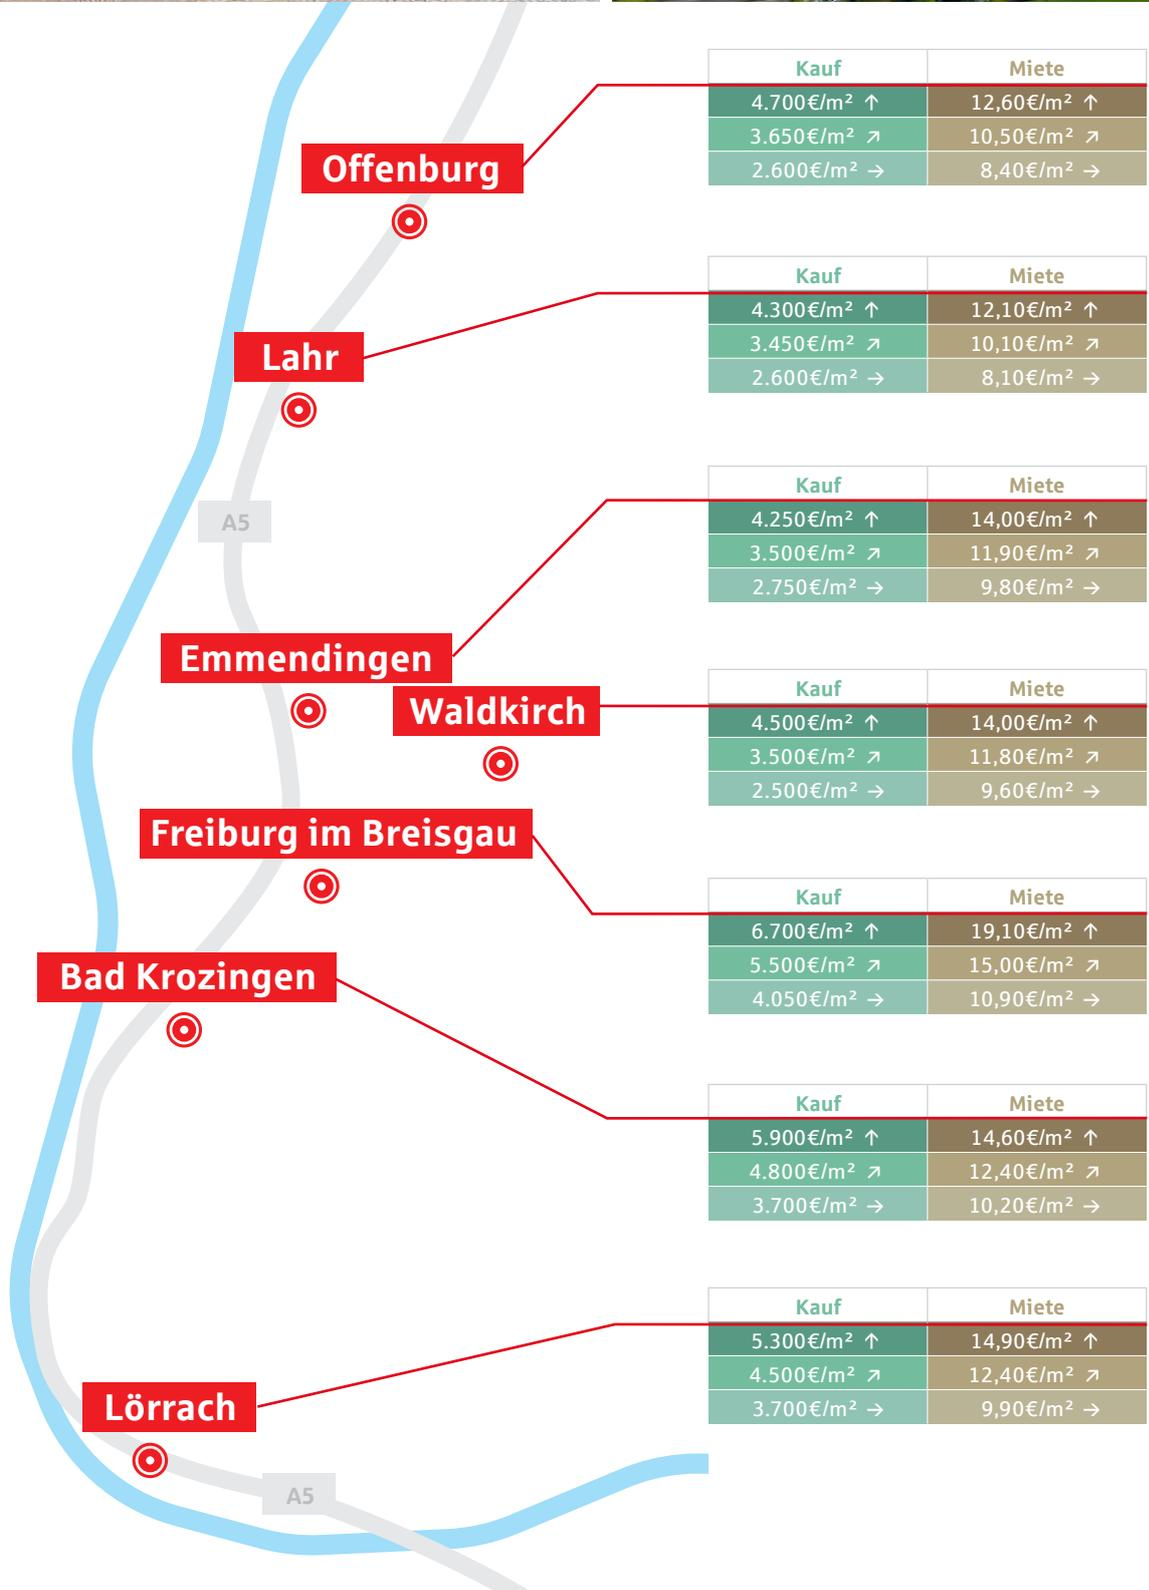 Kauf Miete
4.700€/m² ↑ 12,60€/m² ↑
3.650€/m² ↗ 10,50€/m² ↗
2.600€/m² → 8,40€/m² →
Offenburg
Kauf Miete
4.300€/m² ↑ 12,10€/m² ↑
3.450€/m² ↗ 10,10€/m² ↗
2.600€/m² → 8,10€/m² →
Lahr
A5
Kauf Miete
4.250€/m² ↑ 14,00€/m² ↑
3.500€/m² ↗ 11,90€/m² ↗
2.750€/m² → 9,80€/m² →
Emmendingen
Waldkirch
Kauf Miete
4.500€/m² ↑ 14,00€/m² ↑
3.500€/m² ↗ 11,80€/m² ↗
2.500€/m² → 9,60€/m² →
Freiburg im Breisgau
Kauf Miete
6.700€/m² ↑ 19,10€/m² ↑
5.500€/m² ↗ 15,00€/m² ↗
4.050€/m² → 10,90€/m² →
Bad Krozingen
Kauf Miete
5.900€/m² ↑ 14,60€/m² ↑
4.800€/m² ↗ 12,40€/m² ↗
3.700€/m² → 10,20€/m² →
Kauf Miete
5.300€/m² ↑ 14,90€/m² ↑
4.500€/m² ↗ 12,40€/m² ↗
3.700€/m² → 9,90€/m² →
Lörrach
A5